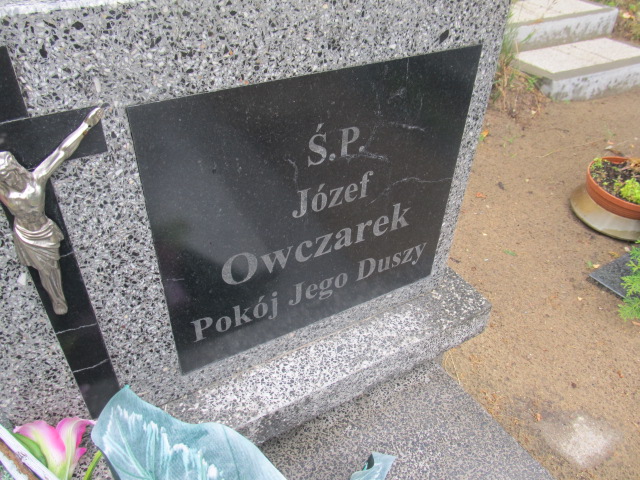 Ś.P.
Józef
Owczarek
Pokój Jego Duszy